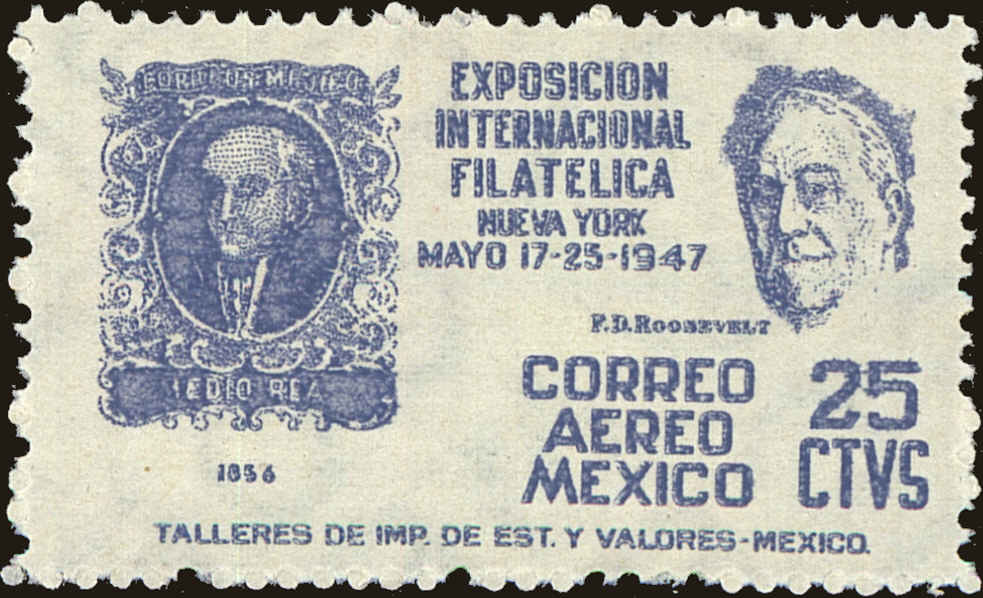 CORREOS MEJICO
MEDIO REAL
1856
EXPOSICION
INTERNACIONAL
FILATELICA
NUEVA YORK
MAYO 17-25-1947
F.D.ROOSEVELT
CORREO
AEREO
MEXICO
25
CTVS
TALLERES DE IMP. DE EST. Y VALORES-MEXICO.